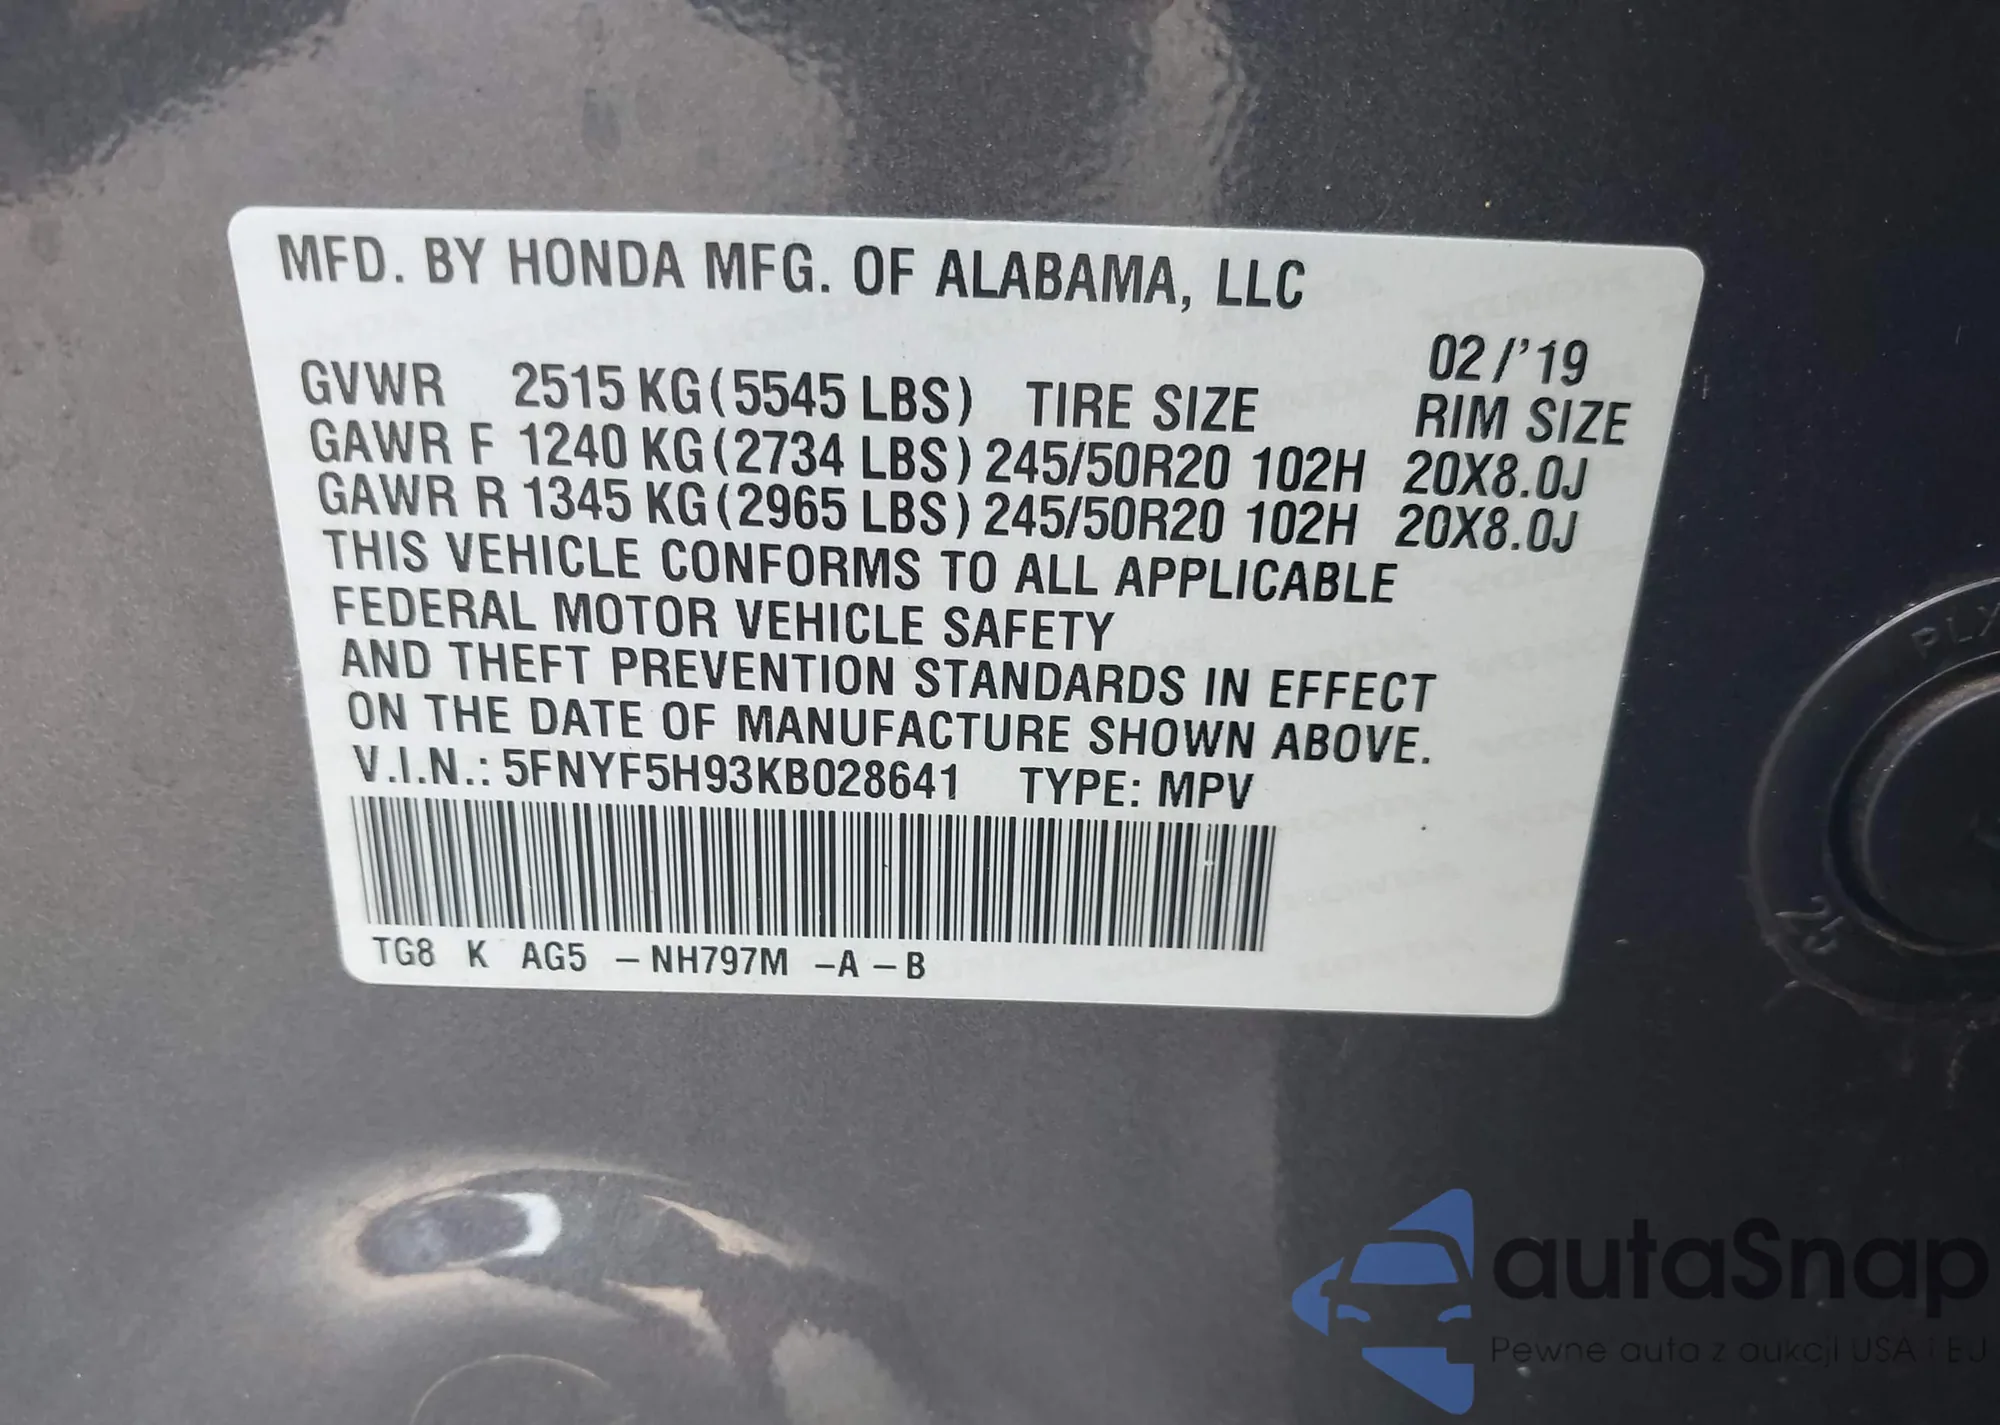 MFD. BY HONDA MFG. OF ALABAMA, LLC
02/'19
GVWR 2515 KG(5545 LBS) TIRE SIZE RIM SIZE
GAWR F 1240 KG(2734 LBS) 245/50R20 102H 20X8.0J
GAWR R 1345 KG(2965 LBS) 245/50R20 102H 20X8.0J
THIS VEHICLE CONFORMS TO ALL APPLICABLE
FEDERAL MOTOR VEHICLE SAFETY
AND THEFT PREVENTION STANDARDS IN EFFECT
ON THE DATE OF MANUFACTURE SHOWN ABOVE.
V.I.N.: 5FNYF5H93KB028641 TYPE: MPV
TG8 K AG5 -NH797M -A -B
25
autaSnap
Pewne auta z aukcji USA i EU